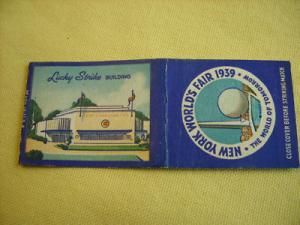 Lucky Strike BUILDING
NEW YORK WORLD'S FAIR 1939
THE WORLD OF TOMORROW
CLOSE COVER BEFORE STRIKING MATCH